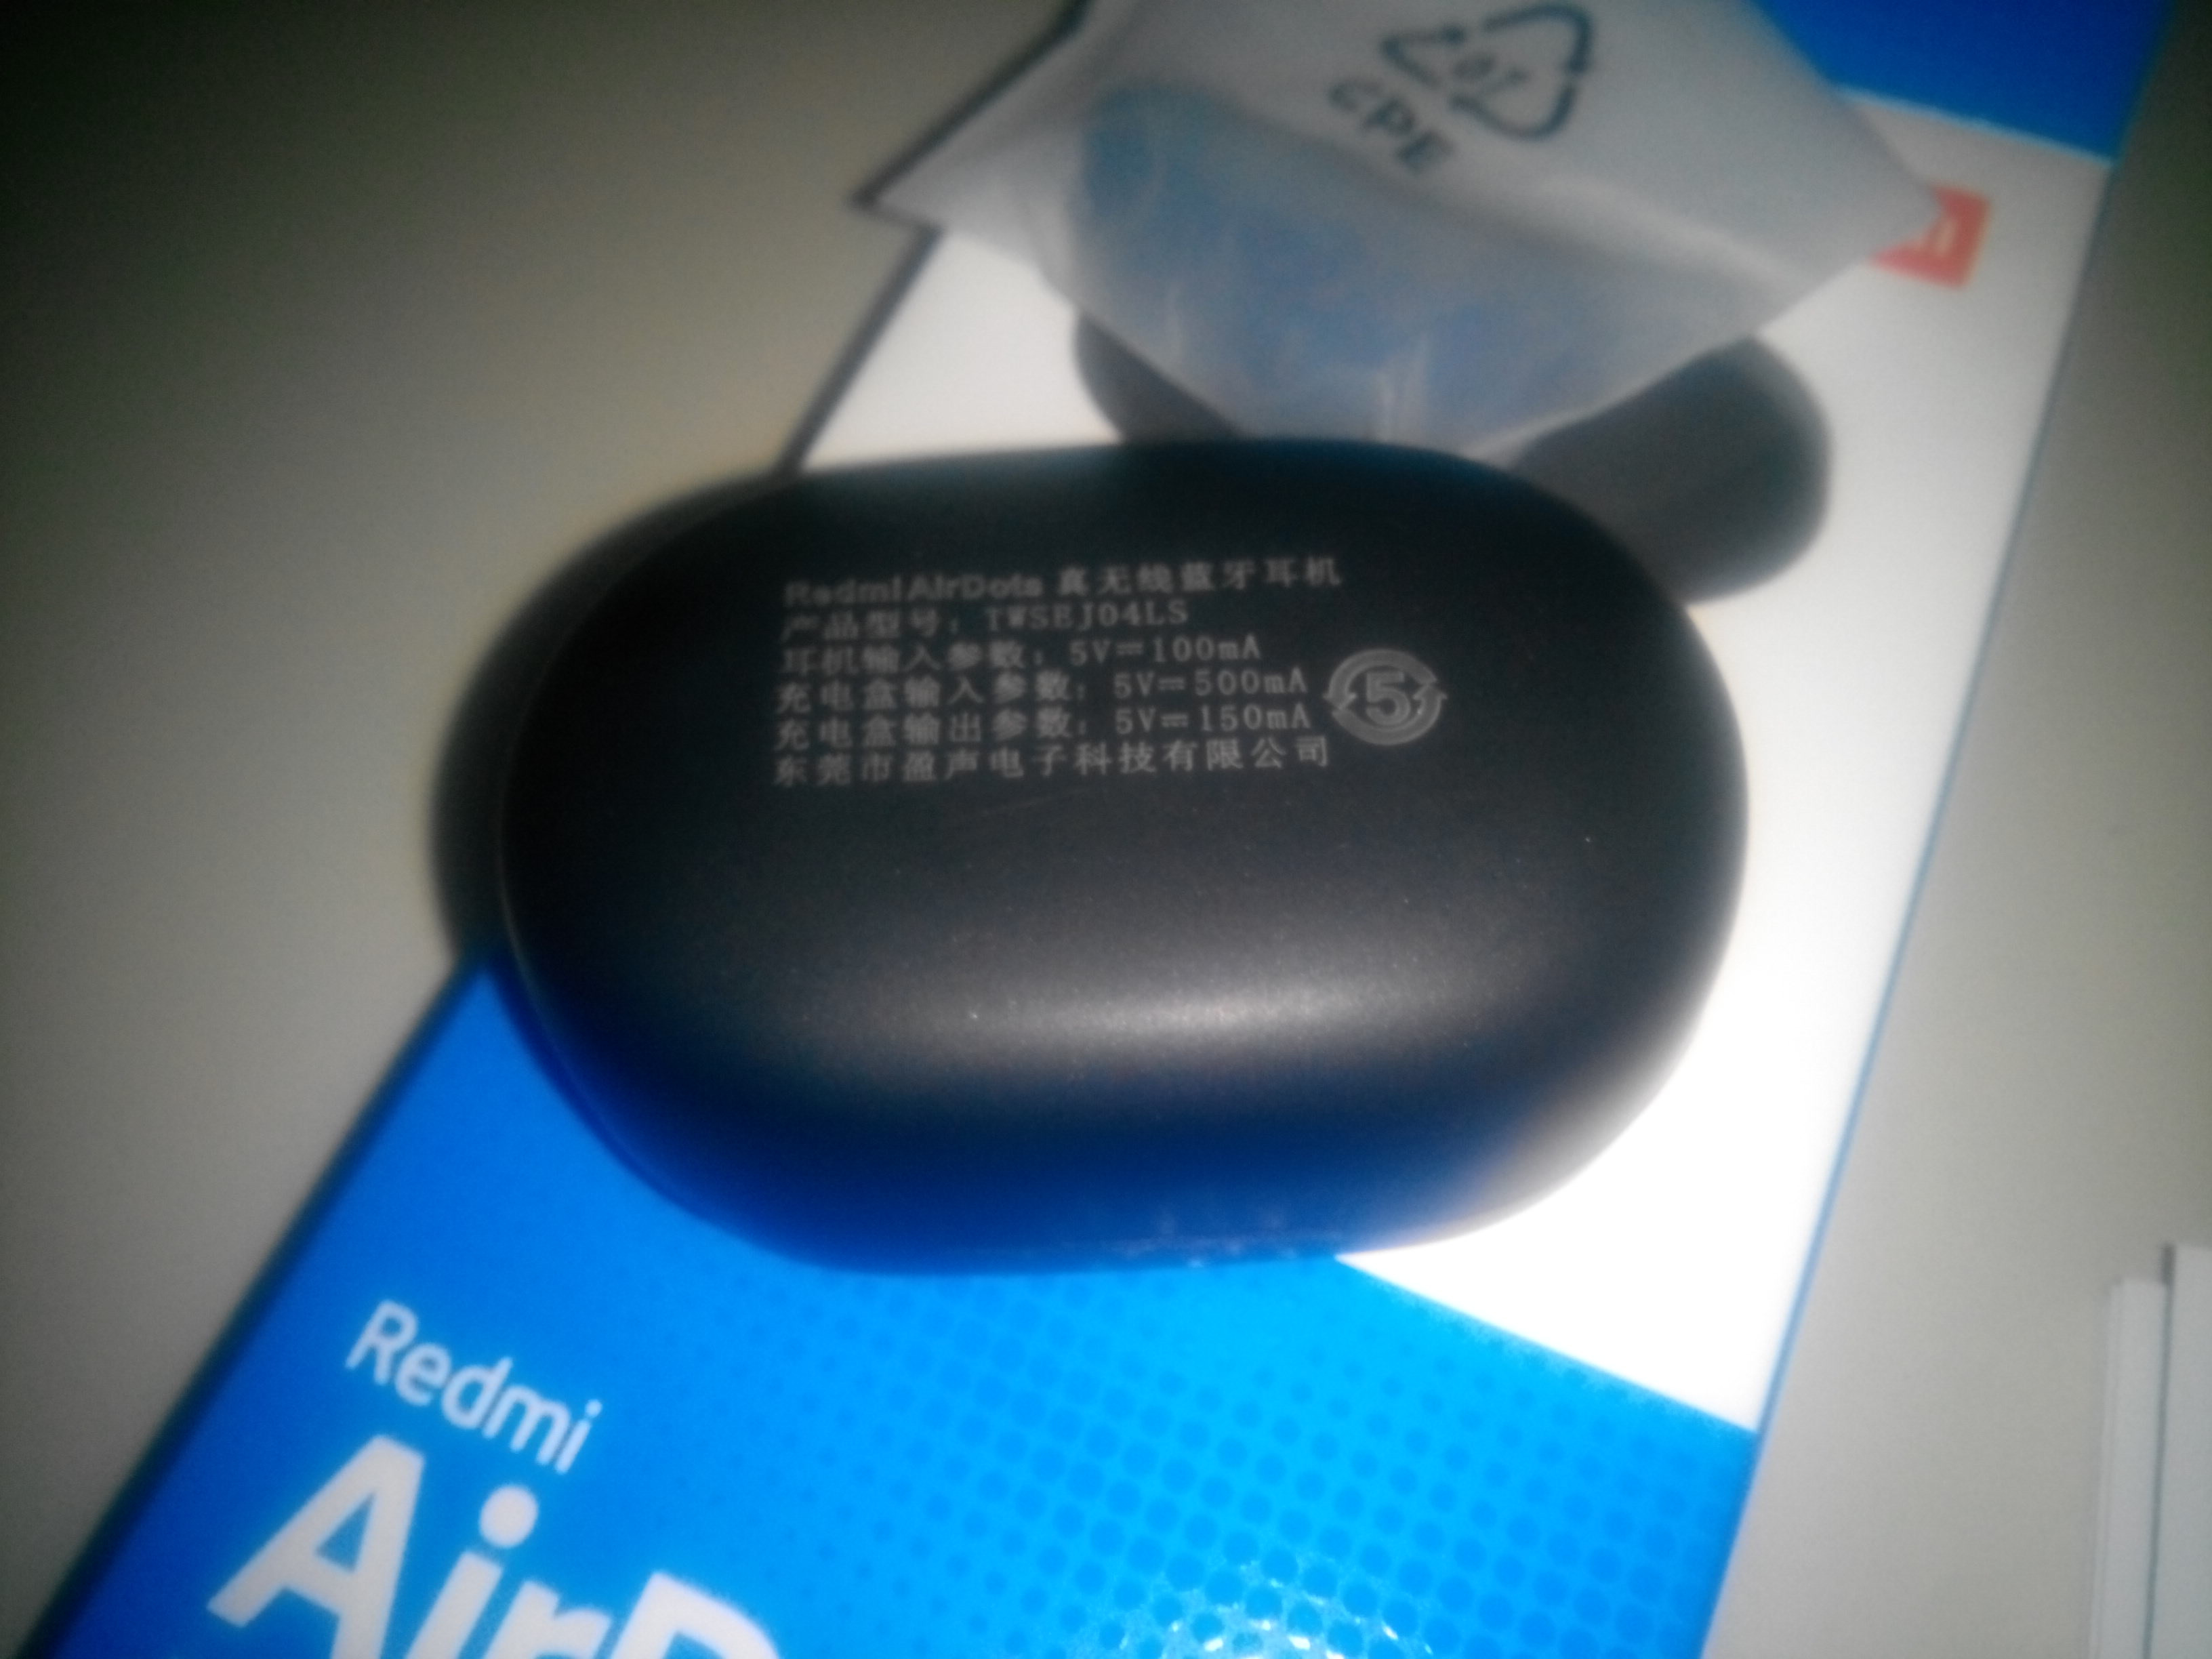 07
CPE
Redmi AirDots 真无线蓝牙耳机
产品型号：TWSEJ04LS
耳机输入参数：5V⎓100mA
充电盒输入参数：5V⎓500mA
充电盒输出参数：5V⎓150mA
5
东莞市盈声电子科技有限公司
Redmi